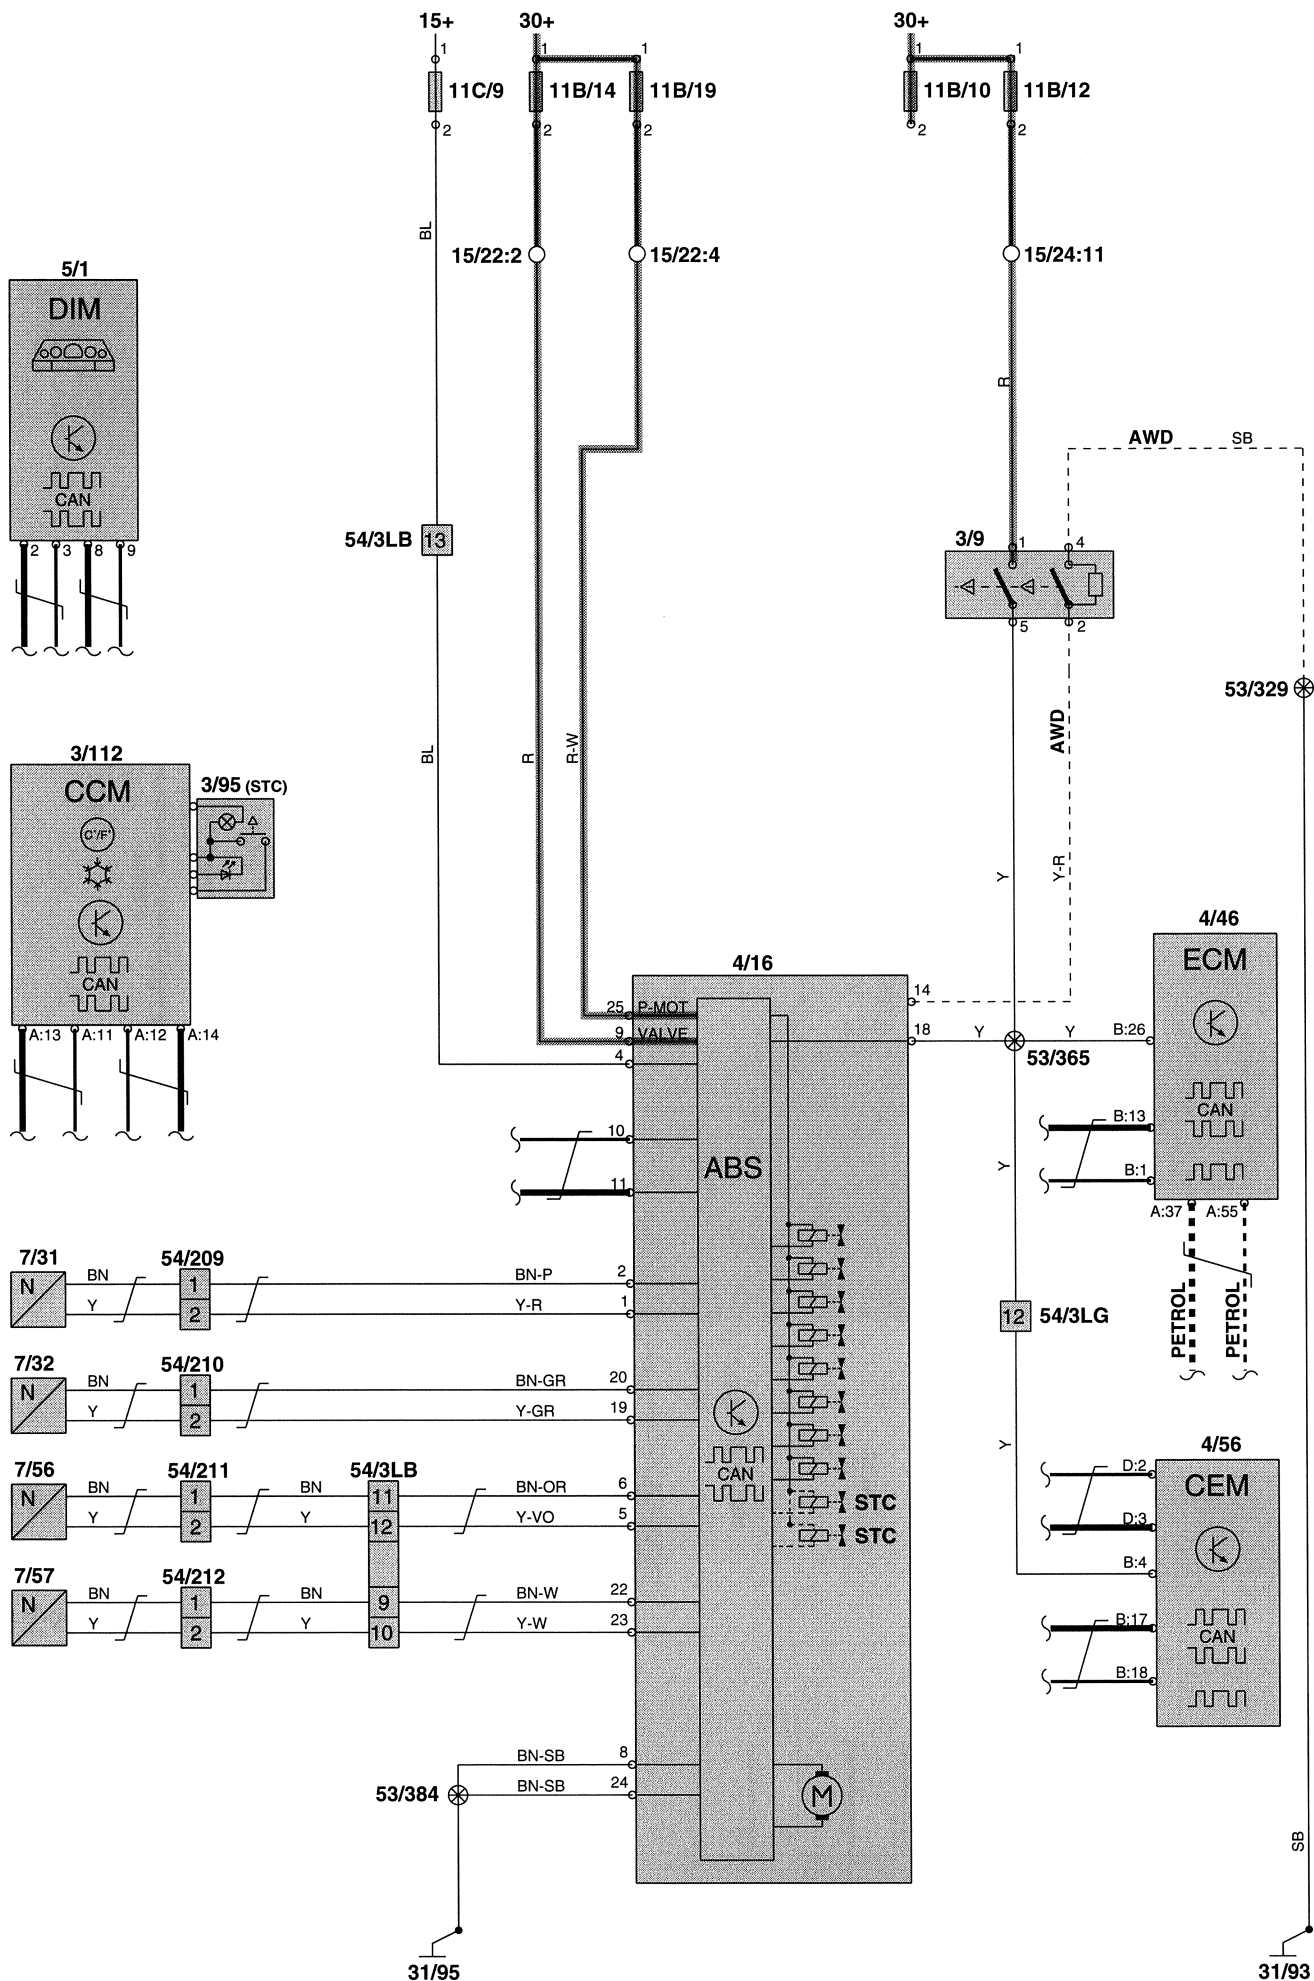 15+ 30+ 30+
1 1 1 1
11C/9 11B/14 11B/19 11B/10 11B/12
2 2 2 2 2
BL
15/22:2 15/22:4 15/24:11
5/1
DIM
R
AWD SB
CAN
54/3LB 13
3/9 1 4
2 3 8 9
5 2
53/329
AWD
BL R R-W
3/112
CCM
3/95 (STC)
C°/F°
Y Y-R
CAN
4/46
ECM
4/16
14
25 P-MOT
9 VALVE
4
18 Y Y B:26
53/365
A:13 A:11 A:12 A:14
CAN
10
B:13
ABS
11
Y
B:1
A:37 A:55
7/31 54/209
N BN 1 BN-P 2
Y 2 Y-R 1
12 54/3LG
PETROL PETROL
7/32 54/210
N BN 1 BN-GR 20
Y 2 Y-GR 19
Y
4/56
CEM
7/56 54/211 54/3LB
N BN 1 BN 11 BN-OR 6
Y 2 Y 12 Y-VO 5
CAN
STC
STC
D:2
D:3
B:4
7/57 54/212
N BN 1 BN 9 BN-W 22
Y 2 Y 10 Y-W 23
B:17
CAN
B:18
BN-SB 8
53/384 BN-SB 24
M
SB
31/95 31/93